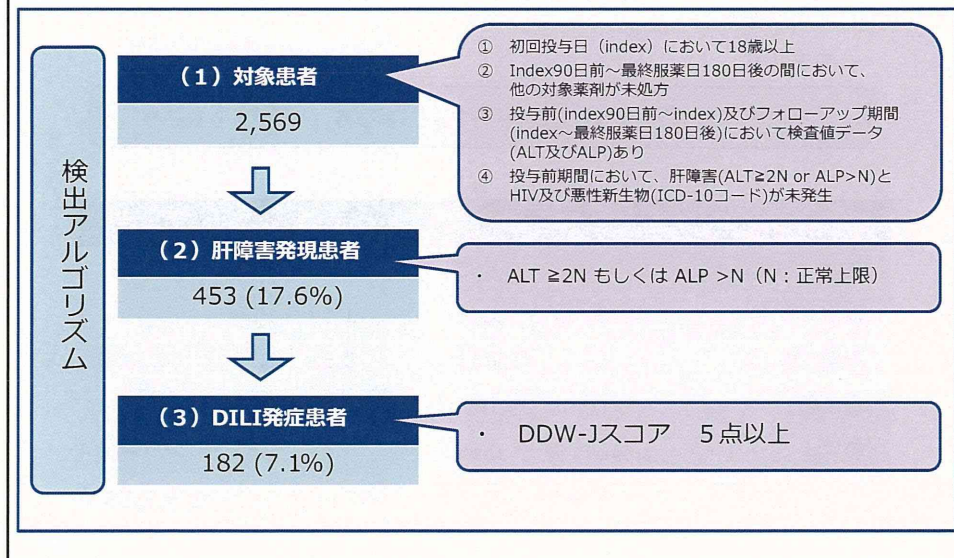 検出アルゴリズム
(1)対象患者
2,569
① 初回投与日(index)において18歳以上
② Index90日前~最終服薬日180日後の間において、
他の対象薬剤が未処方
③ 投与前(index90日前~index)及びフォローアップ期間
(index~最終服薬日180日後)において検査値データ
(ALT及びALP)あり
④ 投与前期間において、肝障害(ALT≧2N or ALP>N)と
HIV及び悪性新生物(ICD-10コード)が未発生
(2)肝障害発現患者
453 (17.6%)
・ ALT ≧2N もしくは ALP >N(N:正常上限)
(3)DILI発症患者
182 (7.1%)
・ DDW-Jスコア 5点以上